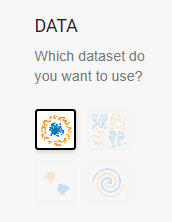 DATA
Which dataset do
you want to use?